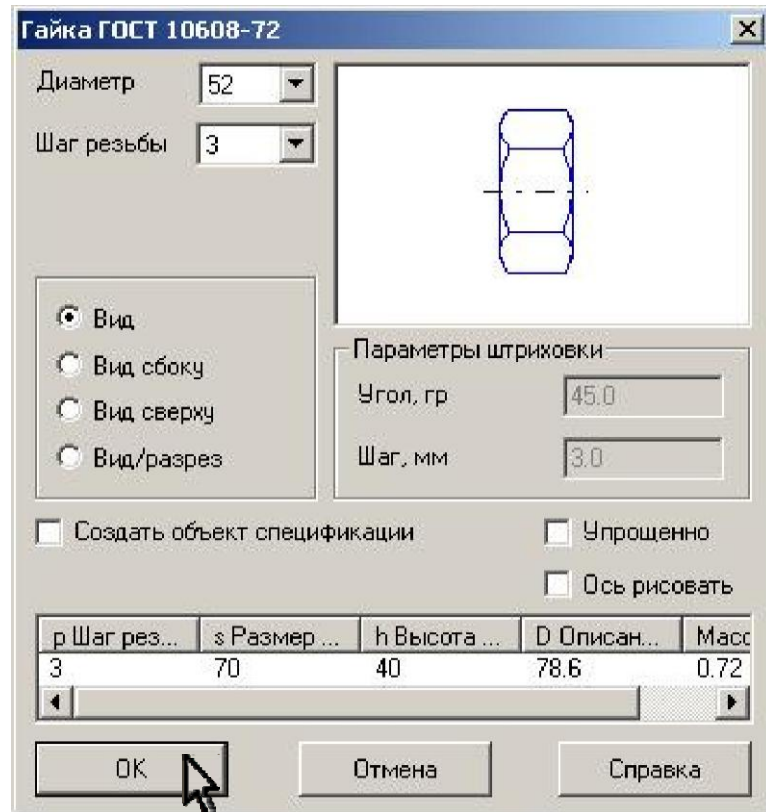 Гайка ГОСТ 10608-72
Диаметр 52
Шаг резьбы 3
Вид
Вид сбоку
Вид сверху
Вид/разрез
Параметры штриховки
Угол, гр 45.0
Шаг, мм 3.0
Создать объект спецификации Упрощенно
Ось рисовать
p Шаг рез... s Размер ... h Высота ... D Описан... Масс
3 70 40 78.6 0.72
OK Отмена Справка